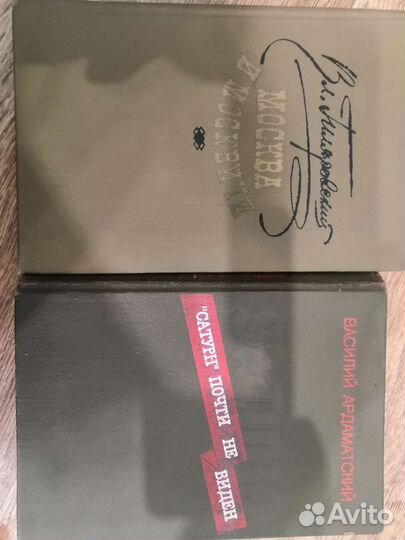 Вл. Гиляровский
МОСКВА
И МОСКВИЧИ
ВАСИЛИЙ АРДАМАТСКИЙ
"САТУРН" ПОЧТИ НЕ
ВИДЕН
Avito